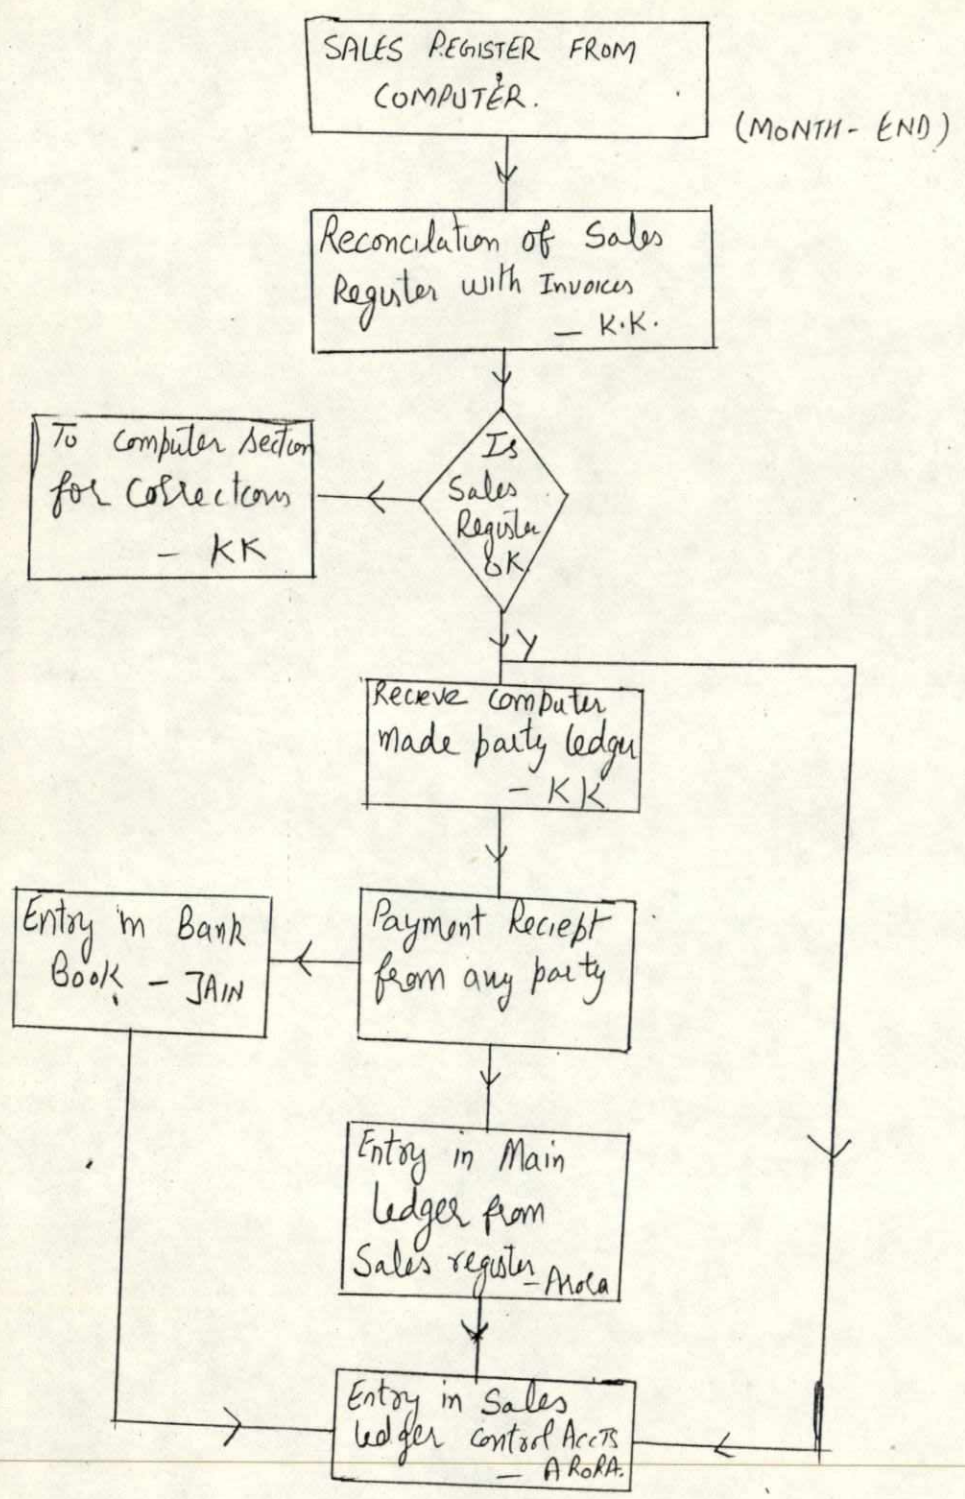 SALES REGISTER FROM
COMPUTER.
(MONTH-END)
Reconcilation of Sales
Register with Invoices
- K.K.
Is
Sales
Register
OK
To computer section
for Corrections
- KK
Y
Recieve computer
made party ledger
- KK
Payment Reciept
from any party
Entry in Bank
Book - JAIN
Entry in Main
Ledger from
Sales register - Arora
Entry in Sales
Ledger control Accts
- ARORA.